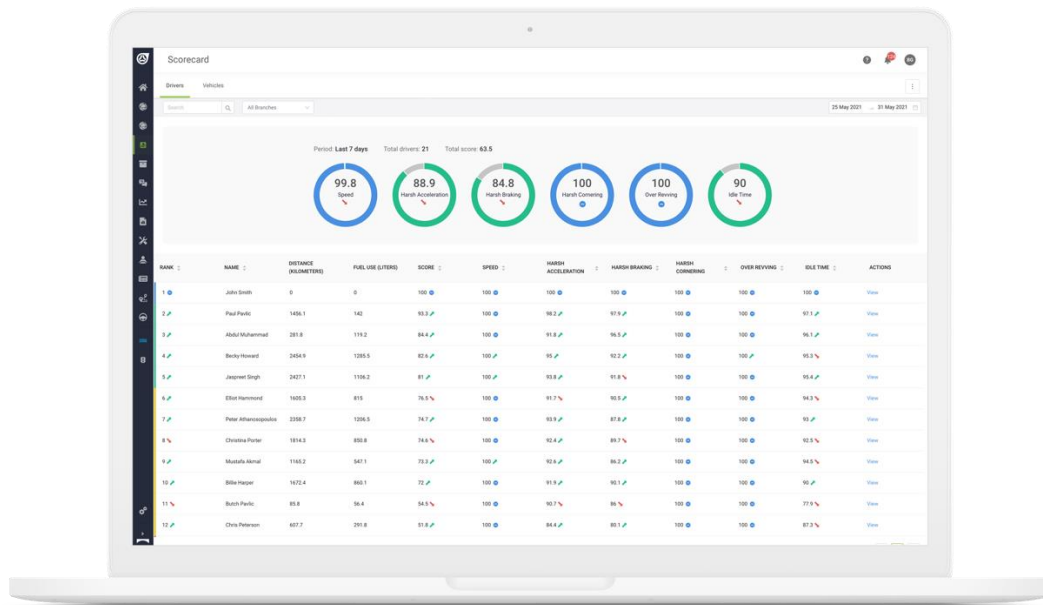 Scorecard
BG
Drivers Vehicles
Search All Branches 25 May 2021 31 May 2021
Period: Last 7 days Total drivers: 21 Total score: 63.5
99.8 88.9 84.8 100 100 90
Speed Harsh Acceleration Harsh Braking Harsh Cornering Over Revving Idle Time
RANK NAME DISTANCE (KILOMETERS) FUEL USE (LITERS) SCORE SPEED HARSH ACCELERATION HARSH BRAKING HARSH CORNERING OVER REVVING IDLE TIME ACTIONS
1 John Smith 0 0 100 100 100 100 100 100 100 View
2 Paul Pavlic 1456.1 142 93.3 100 98.2 97.9 100 100 97.1 View
3 Abdul Muhammad 281.8 119.2 84.4 100 91.8 96.5 100 100 96.1 View
4 Becky Howard 2454.9 1285.5 82.6 100 95 92.2 100 100 95.3 View
5 Jaspreet Singh 2427.1 1106.2 81 100 93.8 91.8 100 100 95.4 View
6 Elliot Hammond 1605.3 815 76.5 100 91.7 90.5 100 100 94.3 View
7 Peter Athanosopoulos 2358.7 1206.5 74.7 100 93.9 87.8 100 100 93 View
8 Christina Porter 1814.3 850.8 74.6 100 92.4 89.7 100 100 92.5 View
9 Mustafa Akmal 1160.2 547.1 73.3 100 92.6 86.2 100 100 94.5 View
10 Billie Harper 1672.4 860.1 72 100 91.9 90.1 100 100 90 View
11 Butch Pavlic 85.8 56.4 54.5 100 90.7 86 100 100 77.9 View
12 Chris Peterson 607.7 291.8 51.8 100 84.4 80.1 100 100 87.3 View